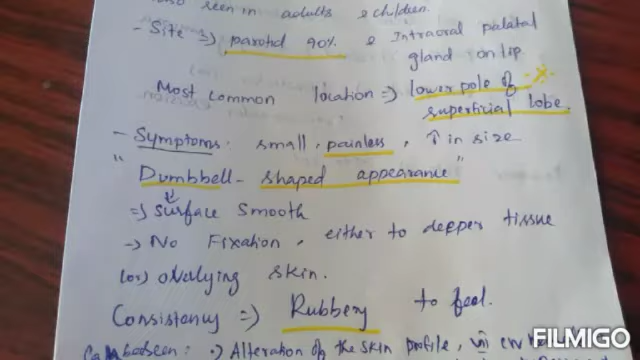 also seen in adults & children.
- Site => parotid 90% & Intraoral palatal
gland on lip.
Most common location => lower pole of
superficial lobe.
- Symptoms: small, painless, ↑ in size
"Dumbbell-shaped appearance"
=> Surface Smooth
-> No Fixation, either to depper tissue
(or) ovalying skin.
Consistency => Rubbery to feel.
:) Alteration of the skin profile,
FILMIGO